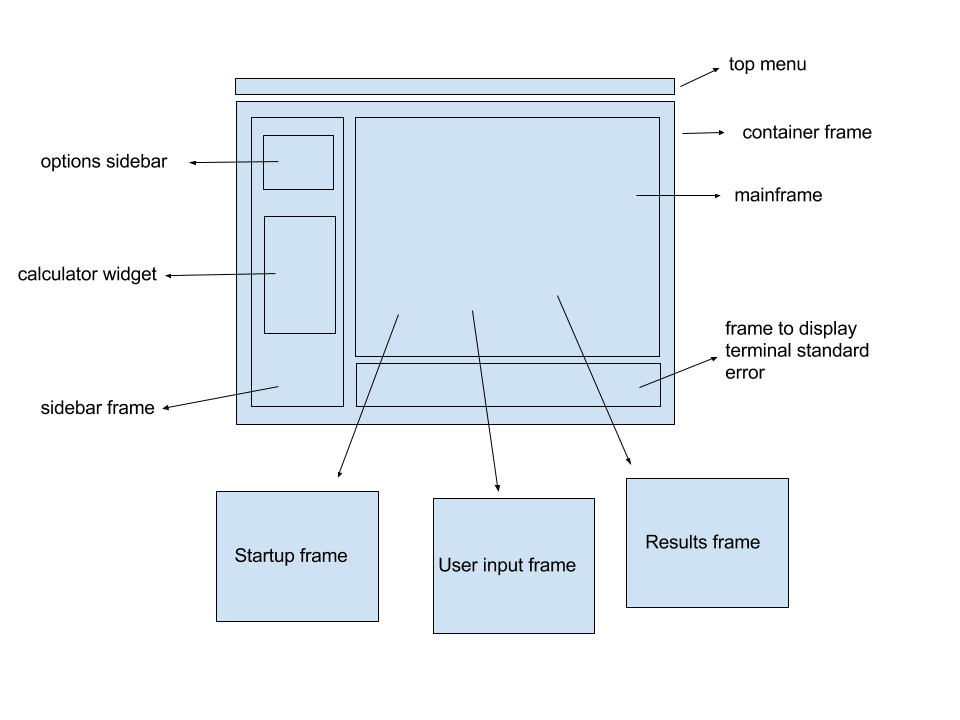 top menu
container frame
options sidebar
mainframe
calculator widget
frame to display
terminal standard
error
sidebar frame
Startup frame
User input frame
Results frame